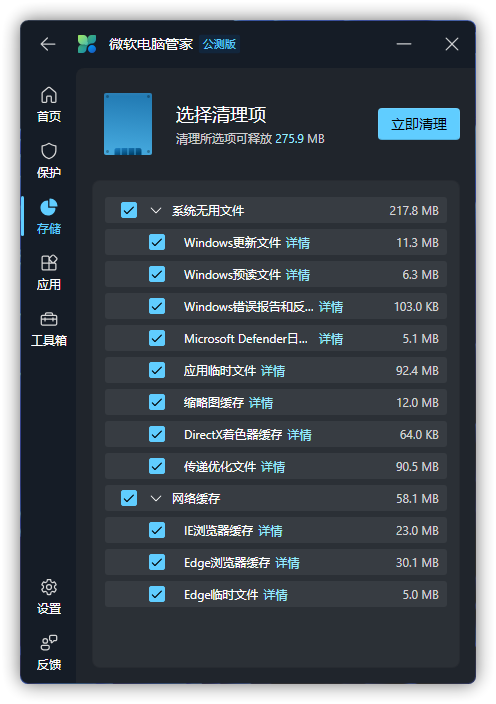 微软电脑管家 公测版
首页
保护
存储
应用
工具箱
设置
反馈
选择清理项
清理所选项可释放 275.9 MB
立即清理
系统无用文件 217.8 MB
Windows更新文件 详情 11.3 MB
Windows预读文件 详情 6.3 MB
Windows错误报告和反... 详情 103.0 KB
Microsoft Defender日... 详情 5.1 MB
应用临时文件 详情 92.4 MB
缩略图缓存 详情 12.0 MB
DirectX着色器缓存 详情 64.0 KB
传递优化文件 详情 90.5 MB
网络缓存 58.1 MB
IE浏览器缓存 详情 23.0 MB
Edge浏览器缓存 详情 30.1 MB
Edge临时文件 详情 5.0 MB